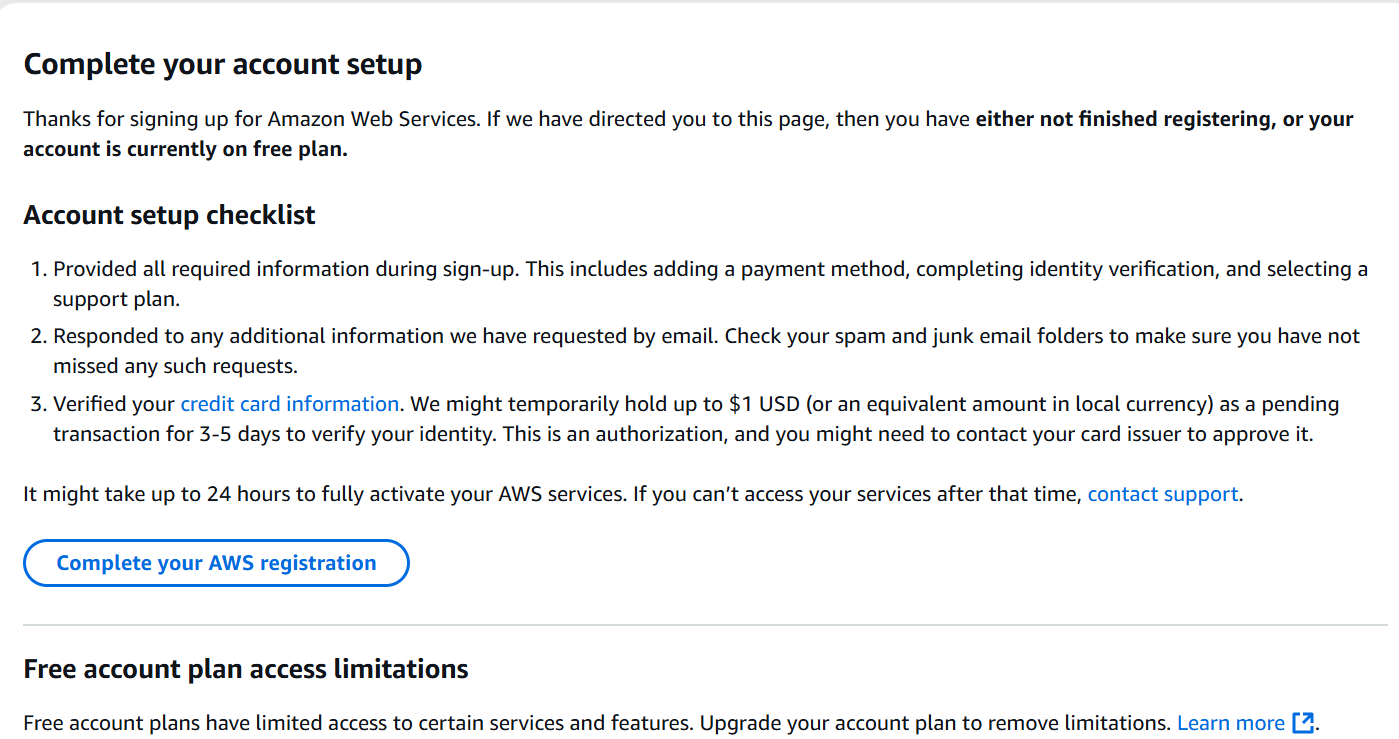 Complete your account setup
Thanks for signing up for Amazon Web Services. If we have directed you to this page, then you have either not finished registering, or your
account is currently on free plan.
Account setup checklist
1. Provided all required information during sign-up. This includes adding a payment method, completing identity verification, and selecting a
support plan.
2. Responded to any additional information we have requested by email. Check your spam and junk email folders to make sure you have not
missed any such requests.
3. Verified your credit card information. We might temporarily hold up to $1 USD (or an equivalent amount in local currency) as a pending
transaction for 3-5 days to verify your identity. This is an authorization, and you might need to contact your card issuer to approve it.
It might take up to 24 hours to fully activate your AWS services. If you can’t access your services after that time, contact support.
Complete your AWS registration
Free account plan access limitations
Free account plans have limited access to certain services and features. Upgrade your account plan to remove limitations. Learn more.